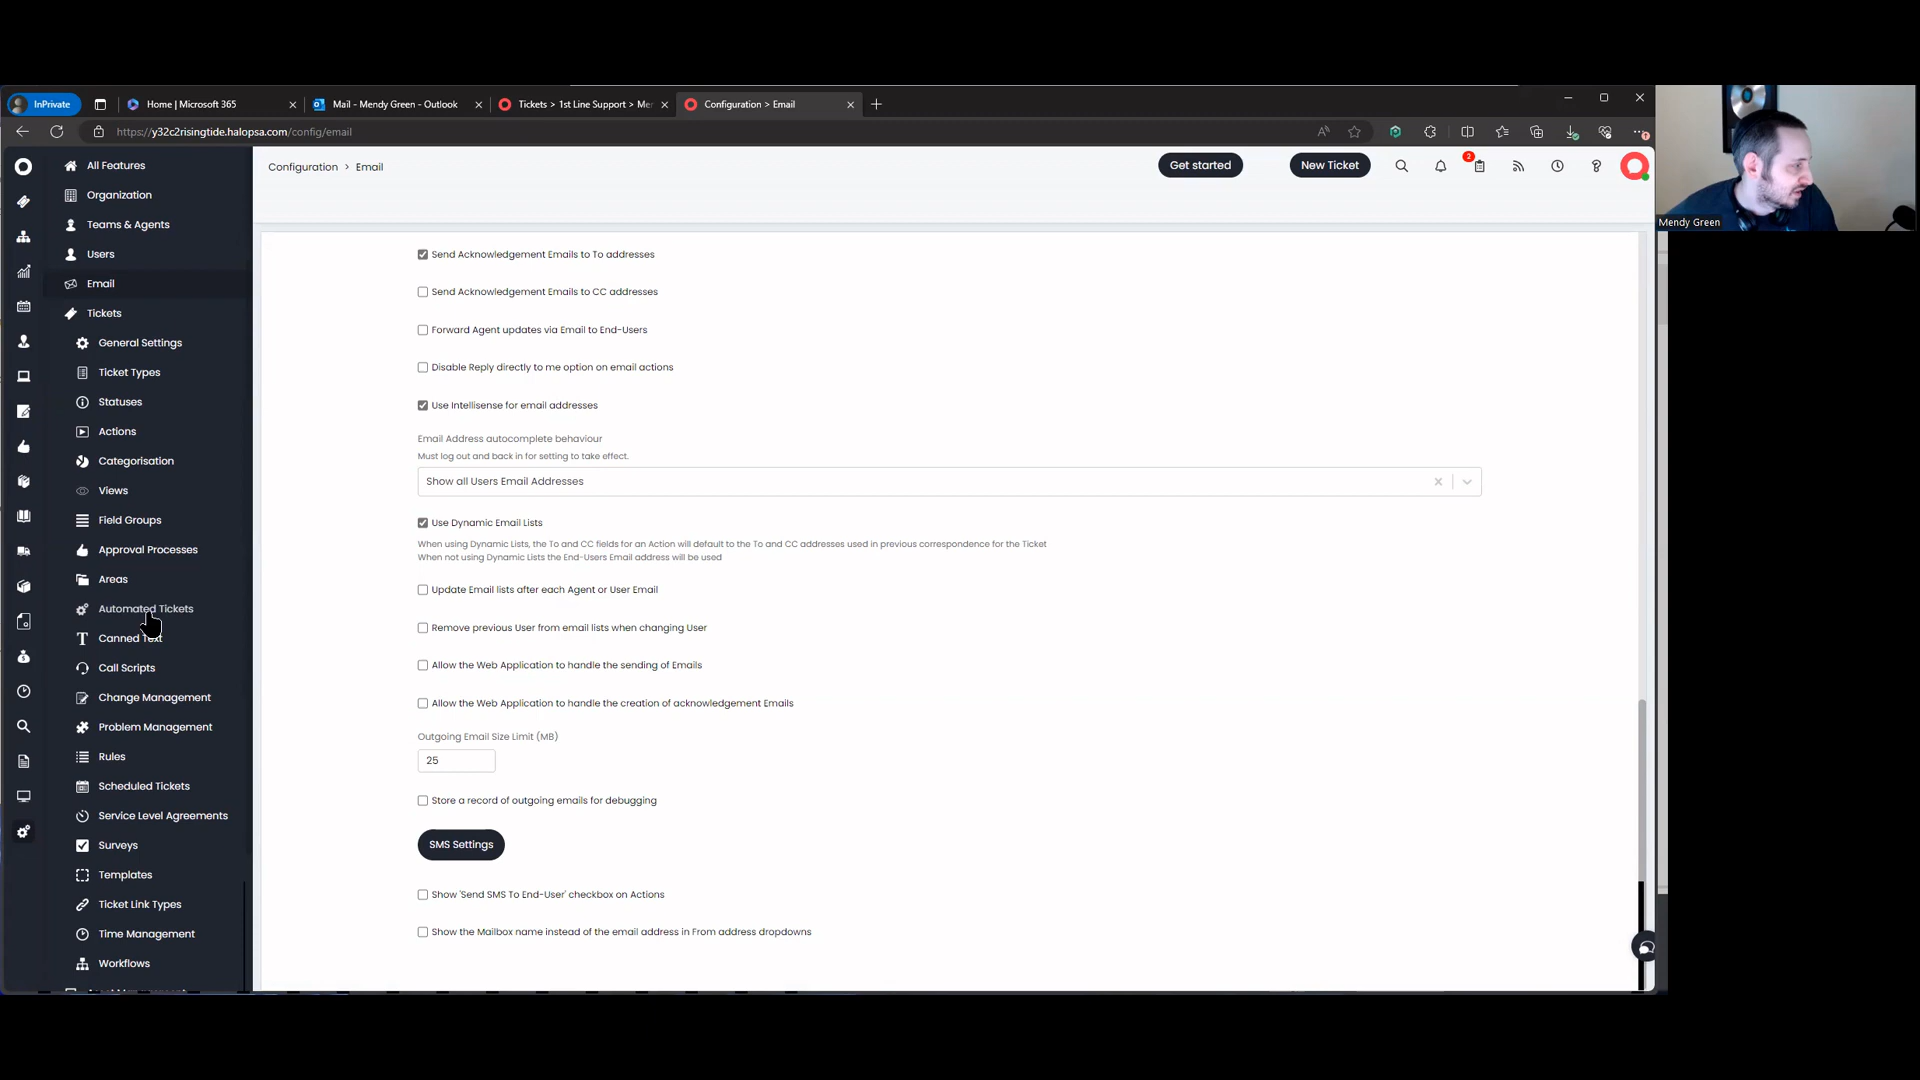 InPrivate
Home | Microsoft 365
Mail - Mendy Green - Outlook
Tickets > 1st Line Support > Mer
Configuration > Email
https://y32c2risingtide.halopsa.com/config/email
All Features
Organization
Teams & Agents
Users
Email
Tickets
General Settings
Ticket Types
Statuses
Actions
Categorisation
Views
Field Groups
Approval Processes
Areas
Automated Tickets
Canned Text
Call Scripts
Change Management
Problem Management
Rules
Scheduled Tickets
Service Level Agreements
Surveys
Templates
Ticket Link Types
Time Management
Workflows
Configuration > Email
Get started
New Ticket
2
Send Acknowledgement Emails to To addresses
Send Acknowledgement Emails to CC addresses
Forward Agent updates via Email to End-Users
Disable Reply directly to me option on email actions
Use Intellisense for email addresses
Email Address autocomplete behaviour
Must log out and back in for setting to take effect.
Show all Users Email Addresses
Use Dynamic Email Lists
When using Dynamic Lists, the To and CC fields for an Action will default to the To and CC addresses used in previous correspondence for the Ticket
When not using Dynamic Lists the End-Users Email address will be used
Update Email lists after each Agent or User Email
Remove previous User from email lists when changing User
Allow the Web Application to handle the sending of Emails
Allow the Web Application to handle the creation of acknowledgement Emails
Outgoing Email Size Limit (MB)
25
Store a record of outgoing emails for debugging
SMS Settings
Show 'Send SMS To End-User' checkbox on Actions
Show the Mailbox name instead of the email address in From address dropdowns
Mendy Green